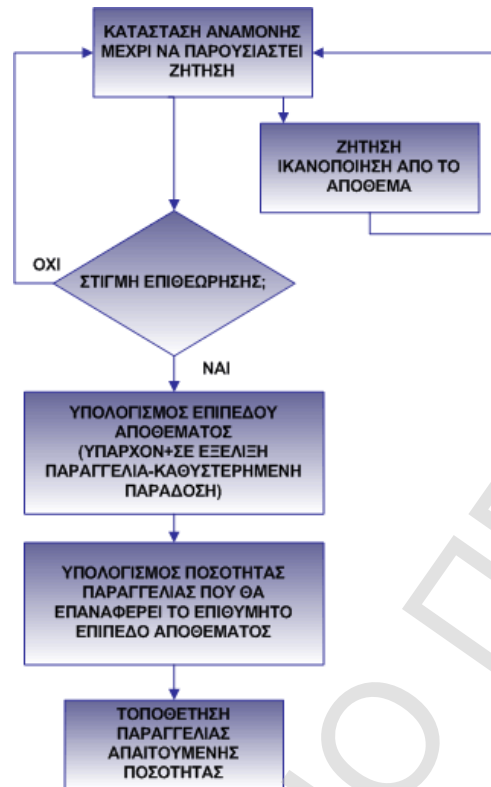 ΚΑΤΑΣΤΑΣΗ ΑΝΑΜΟΝΗΣ
ΜΕΧΡΙ ΝΑ ΠΑΡΟΥΣΙΑΣΤΕΙ
ΖΗΤΗΣΗ
ΖΗΤΗΣΗ
ΙΚΑΝΟΠΟΙΗΣΗ ΑΠΟ ΤΟ
ΑΠΟΘΕΜΑ
ΟΧΙ
ΣΤΙΓΜΗ ΕΠΙΘΕΩΡΗΣΗΣ;
ΝΑΙ
ΥΠΟΛΟΓΙΣΜΟΣ ΕΠΙΠΕΔΟΥ
ΑΠΟΘΕΜΑΤΟΣ
(ΥΠΑΡΧΟΝ+ΣΕ ΕΞΕΛΙΞΗ
ΠΑΡΑΓΓΕΛΙΑ-ΚΑΘΥΣΤΕΡΗΜΕΝΗ
ΠΑΡΑΔΟΣΗ)
ΥΠΟΛΟΓΙΣΜΟΣ ΠΟΣΟΤΗΤΑΣ
ΠΑΡΑΓΓΕΛΙΑΣ ΠΟΥ ΘΑ
ΕΠΑΝΑΦΕΡΕΙ ΤΟ ΕΠΙΘΥΜΗΤΟ
ΕΠΙΠΕΔΟ ΑΠΟΘΕΜΑΤΟΣ
ΤΟΠΟΘΕΤΗΣΗ
ΠΑΡΑΓΓΕΛΙΑΣ
ΑΠΑΙΤΟΥΜΕΝΗΣ
ΠΟΣΟΤΗΤΑΣ